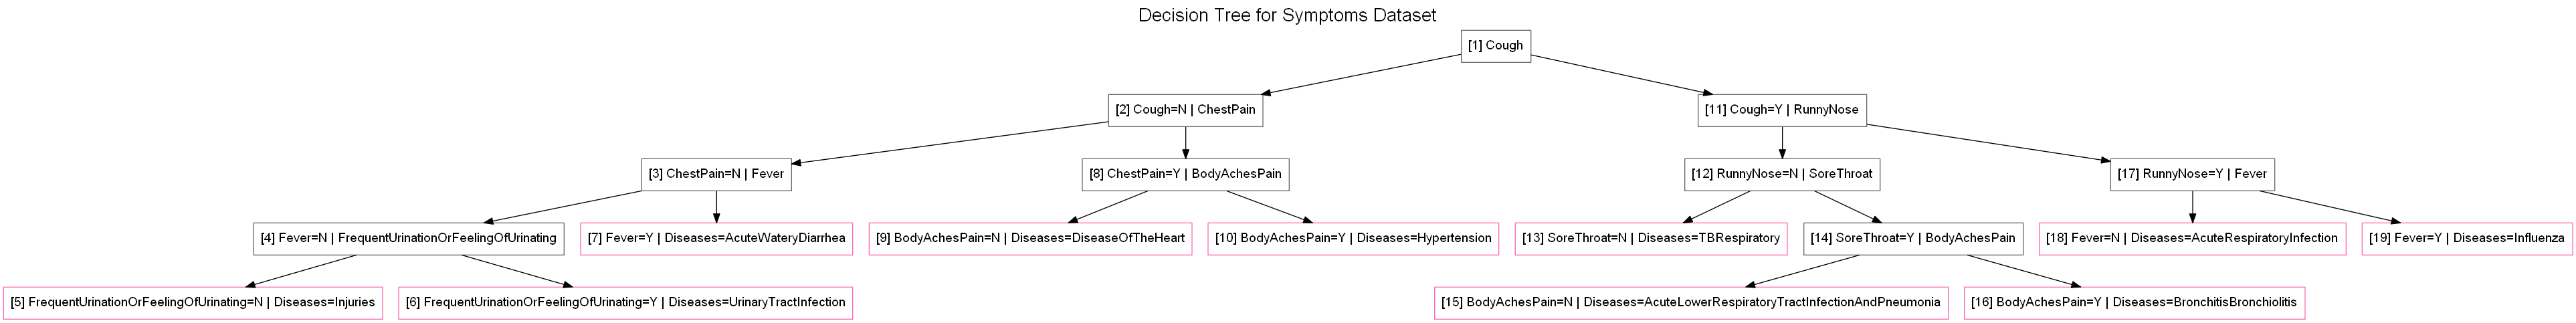 Decision Tree for Symptoms Dataset
[1] Cough
[2] Cough=N | ChestPain
[11] Cough=Y | RunnyNose
[3] ChestPain=N | Fever
[8] ChestPain=Y | BodyAchesPain
[12] RunnyNose=N | SoreThroat
[17] RunnyNose=Y | Fever
[4] Fever=N | FrequentUrinationOrFeelingOfUrinating
[7] Fever=Y | Diseases=AcuteWateryDiarrhea
[9] BodyAchesPain=N | Diseases=DiseaseOfTheHeart
[10] BodyAchesPain=Y | Diseases=Hypertension
[13] SoreThroat=N | Diseases=TBRespiratory
[14] SoreThroat=Y | BodyAchesPain
[18] Fever=N | Diseases=AcuteRespiratoryInfection
[19] Fever=Y | Diseases=Influenza
[5] FrequentUrinationOrFeelingOfUrinating=N | Diseases=Injuries
[6] FrequentUrinationOrFeelingOfUrinating=Y | Diseases=UrinaryTractInfection
[15] BodyAchesPain=N | Diseases=AcuteLowerRespiratoryTractInfectionAndPneumonia
[16] BodyAchesPain=Y | Diseases=BronchitisBronchiolitis